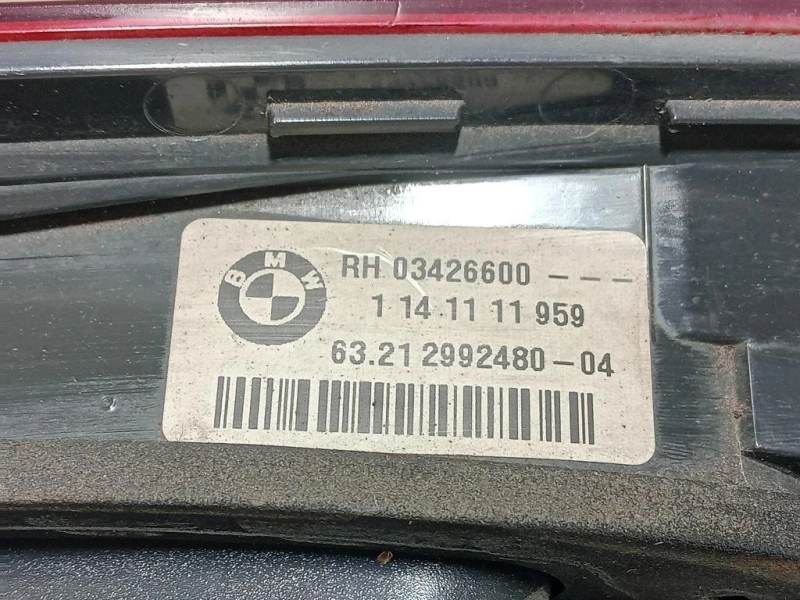 BMW
RH 03426600 ---
1 14 11 11 959
63.21 2992480-04